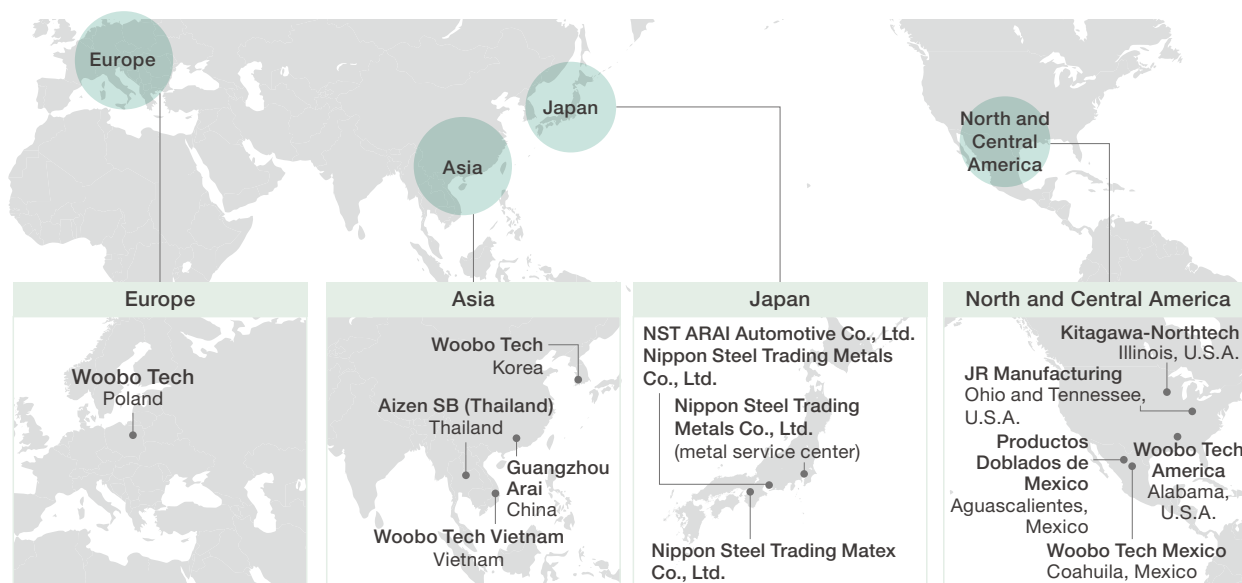 Europe
Asia
Japan
North and
Central
America
Europe
Woobo Tech
Poland
Asia
Woobo Tech
Korea
Aizen SB (Thailand)
Thailand
Guangzhou
Arai
China
Woobo Tech Vietnam
Vietnam
Japan
NST ARAI Automotive Co., Ltd.
Nippon Steel Trading Metals
Co., Ltd.
Nippon Steel Trading
Metals Co., Ltd.
(metal service center)
Nippon Steel Trading Matex
Co., Ltd.
North and Central America
Kitagawa-Northtech
Illinois, U.S.A.
JR Manufacturing
Ohio and Tennessee,
U.S.A.
Productos
Doblados de
Mexico
Aguascalientes,
Mexico
Woobo Tech
America
Alabama,
U.S.A.
Woobo Tech Mexico
Coahuila, Mexico